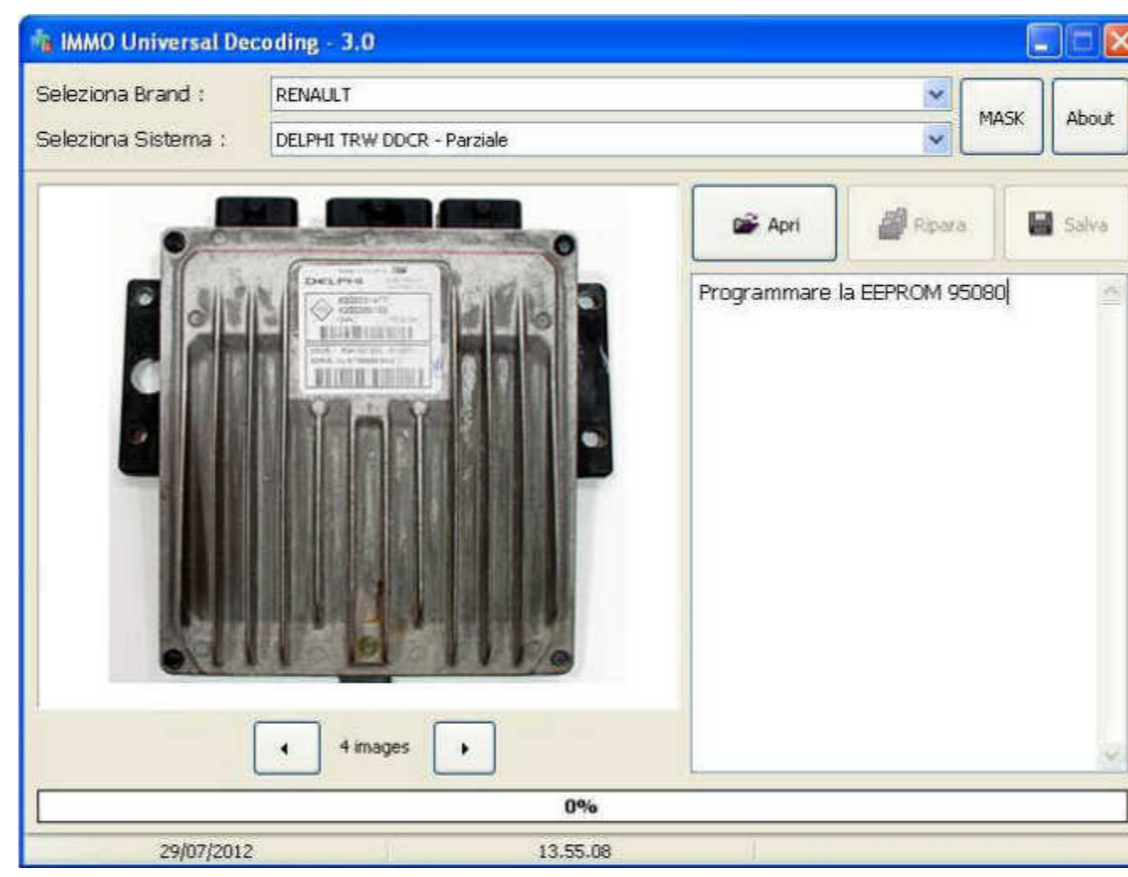 IMMO Universal Decoding - 3.0
Seleziona Brand :
RENAULT
Seleziona Sistema :
DELPHI TRW DDCR - Parziale
MASK
About
Apri
Ripara
Salva
DELPHI
Programmare la EEPROM 95080
4 images
0%
29/07/2012
13.55.08